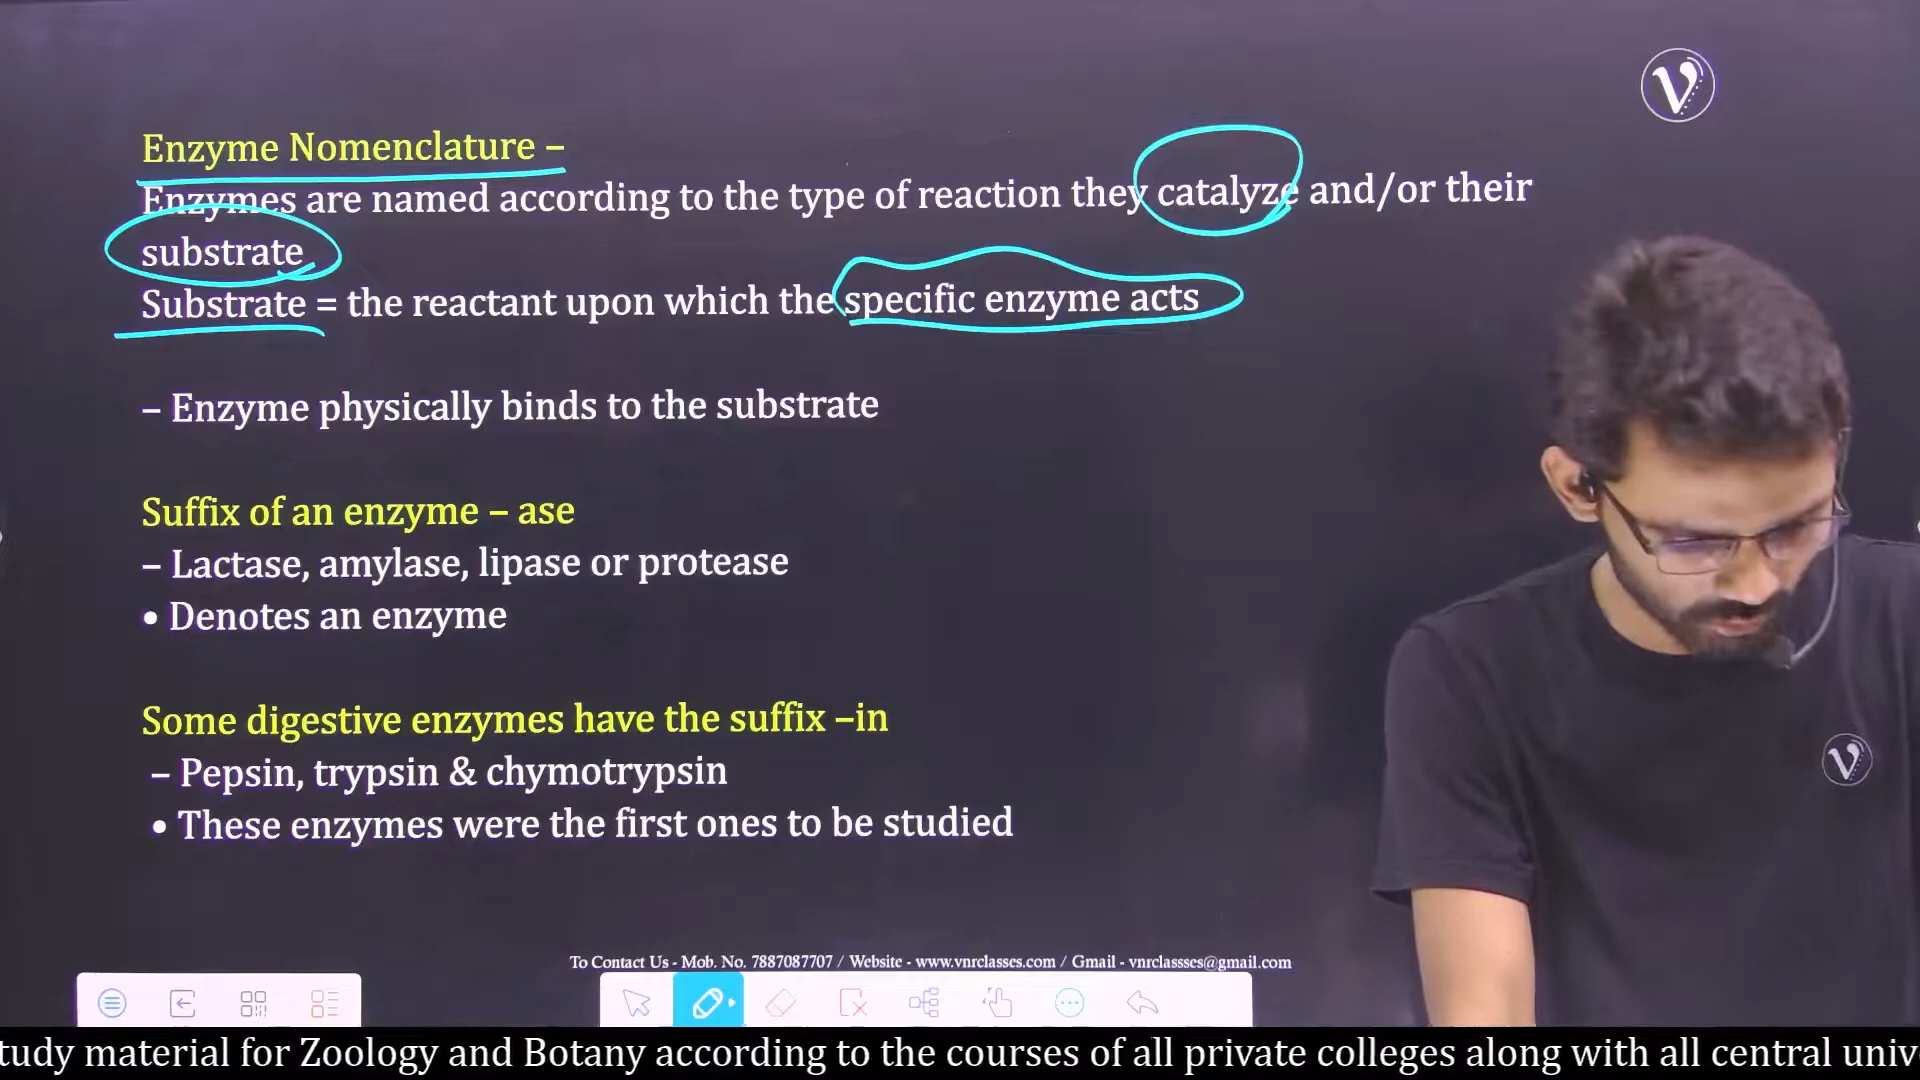 Enzyme Nomenclature –
Enzymes are named according to the type of reaction they catalyze and/or their
substrate
Substrate = the reactant upon which the specific enzyme acts
– Enzyme physically binds to the substrate
Suffix of an enzyme – ase
– Lactase, amylase, lipase or protease
• Denotes an enzyme
Some digestive enzymes have the suffix –in
– Pepsin, trypsin & chymotrypsin
• These enzymes were the first ones to be studied
To Contact Us - Mob. No. 7887087707 / Website - www.vnrclasses.com / Gmail - vnrclassses@gmail.com
tudy material for Zoology and Botany according to the courses of all private colleges along with all central univ